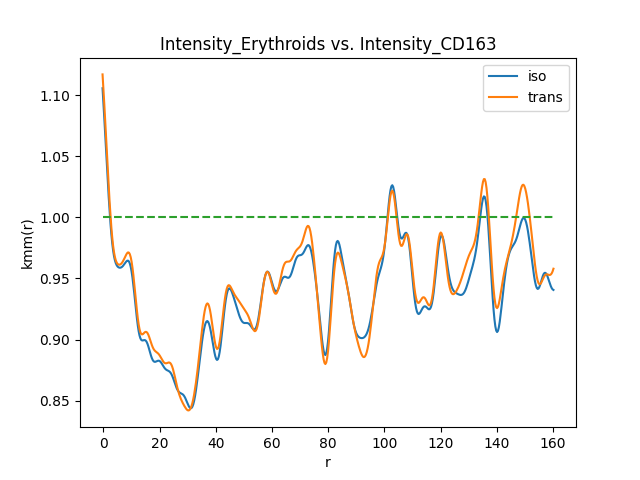 Intensity_Erythroids vs. Intensity_CD163
iso
trans
1.10
1.05
1.00
0.95
0.90
0.85
kmm(r)
0 20 40 60 80 100 120 140 160
r